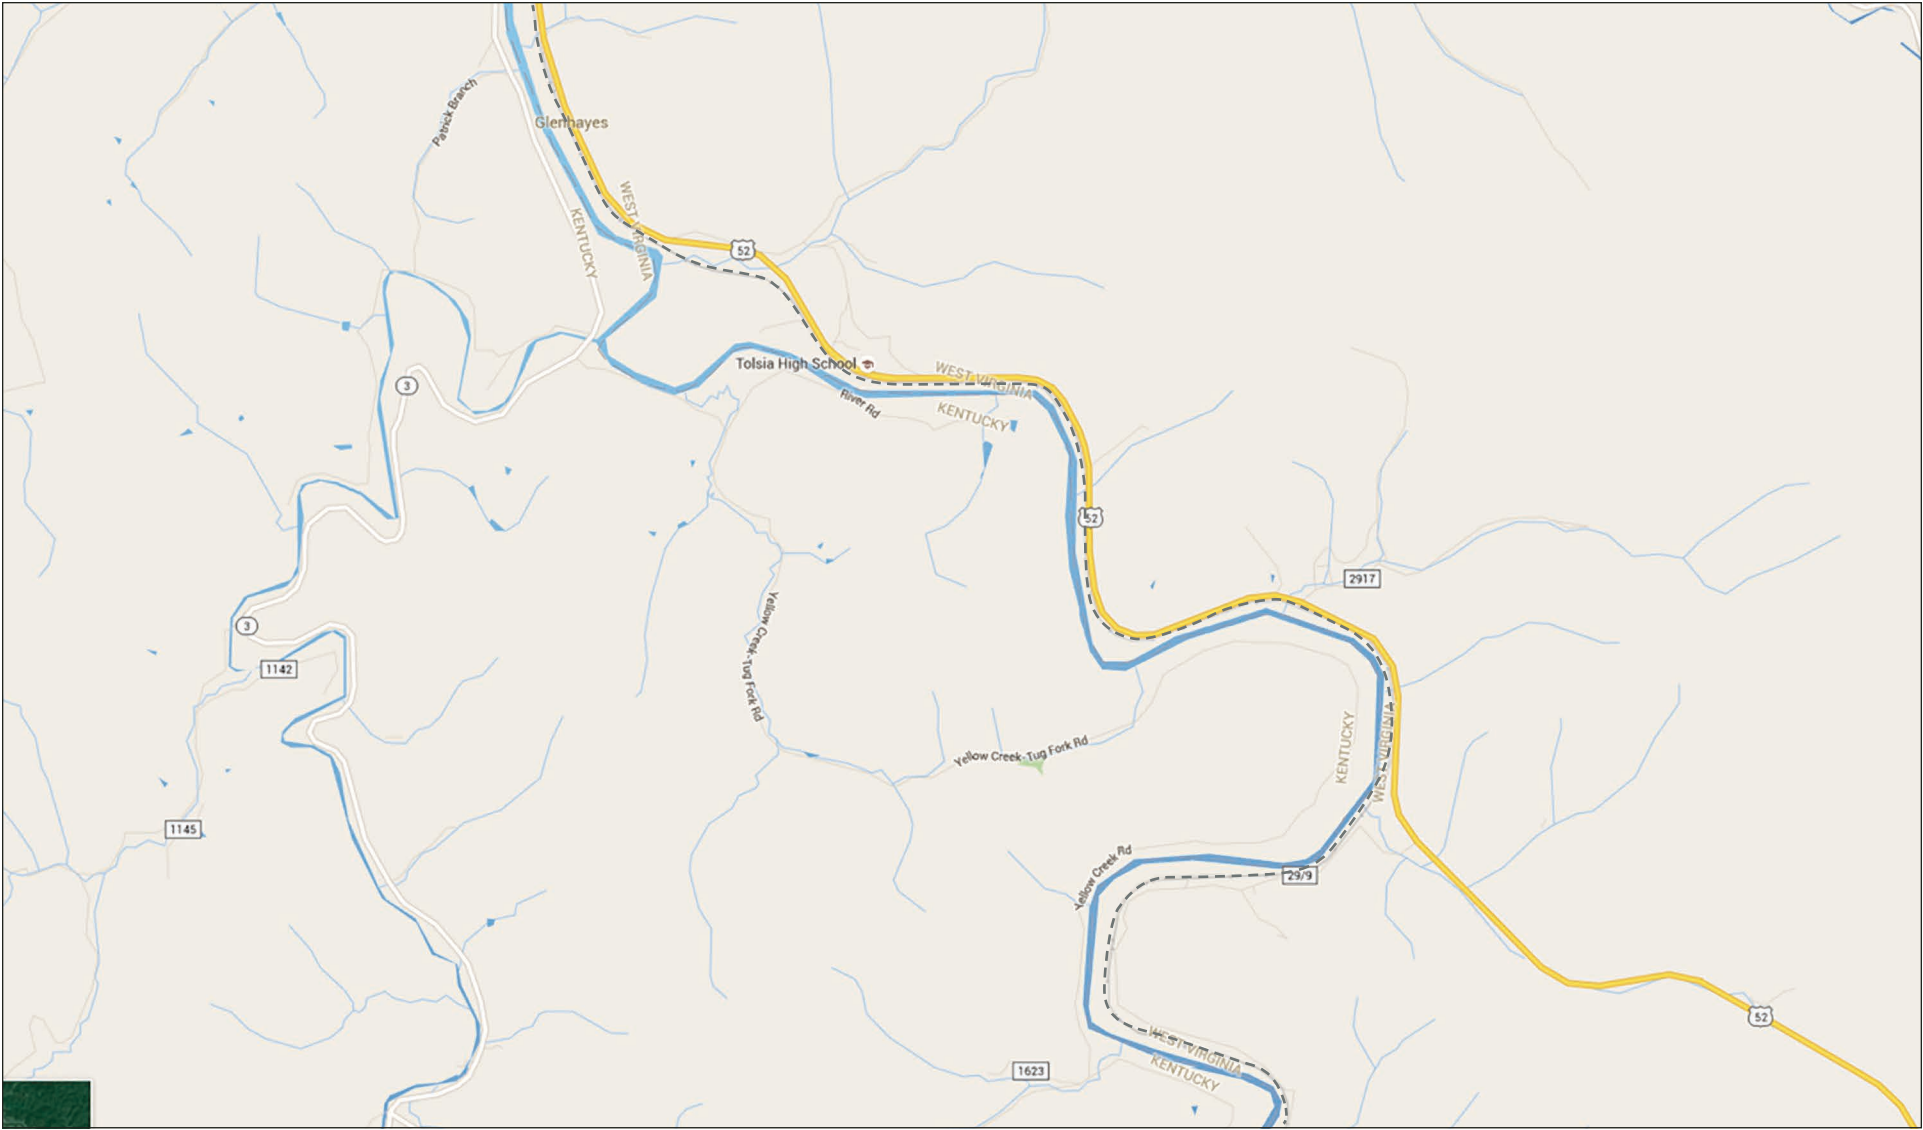 Patrick Branch
Glenhayes
WEST VIRGINIA
KENTUCKY
52
Tolsia High School
3
River Rd
WEST VIRGINIA
KENTUCKY
52
2917
Yellow Creek-Tug Fork Rd
3
1142
KENTUCKY
WEST VIRGINIA
Yellow Creek-Tug Fork Rd
1145
Yellow Creek Rd
29/9
52
WEST VIRGINIA
KENTUCKY
1623